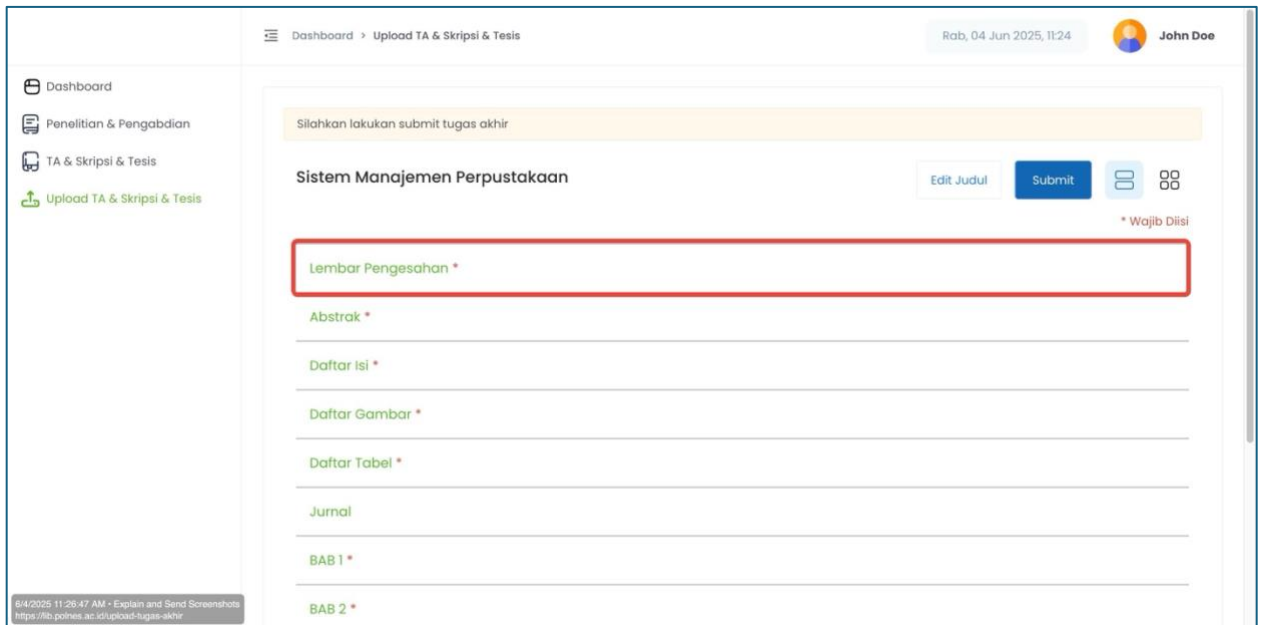 Dashboard > Upload TA & Skripsi & Tesis
Rab, 04 Jun 2025, 11:24
John Doe
Dashboard
Penelitian & Pengabdian
TA & Skripsi & Tesis
Upload TA & Skripsi & Tesis
Silahkan lakukan submit tugas akhir
Sistem Manajemen Perpustakaan
Edit Judul
Submit
* Wajib Diisi
Lembar Pengesahan *
Abstrak *
Daftar Isi *
Daftar Gambar *
Daftar Tabel *
Jurnal
BAB 1 *
BAB 2 *
6/4/2025 11:26:47 AM • Explain and Send Screenshots
https://lib.polnes.ac.id/upload-tugas-akhir